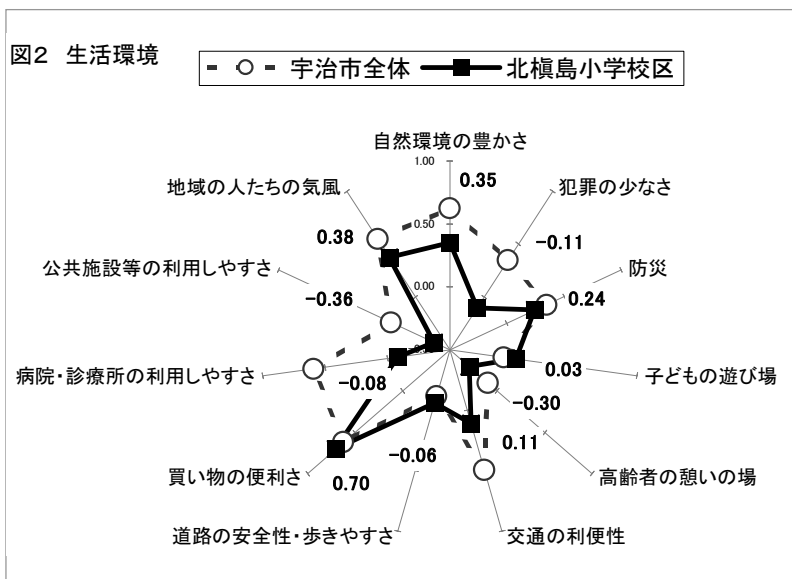 図2 生活環境
宇治市全体 北槇島小学校区
自然環境の豊かさ
1.00
0.35
地域の人たちの気風
犯罪の少なさ
0.50
0.38
-0.11
公共施設等の利用しやすさ
防災
0.00
-0.36
0.24
病院・診療所の利用しやすさ
子どもの遊び場
-0.08
0.03
-0.30
買い物の便利さ
高齢者の憩いの場
-0.06
0.11
0.70
道路の安全性・歩きやすさ
交通の利便性